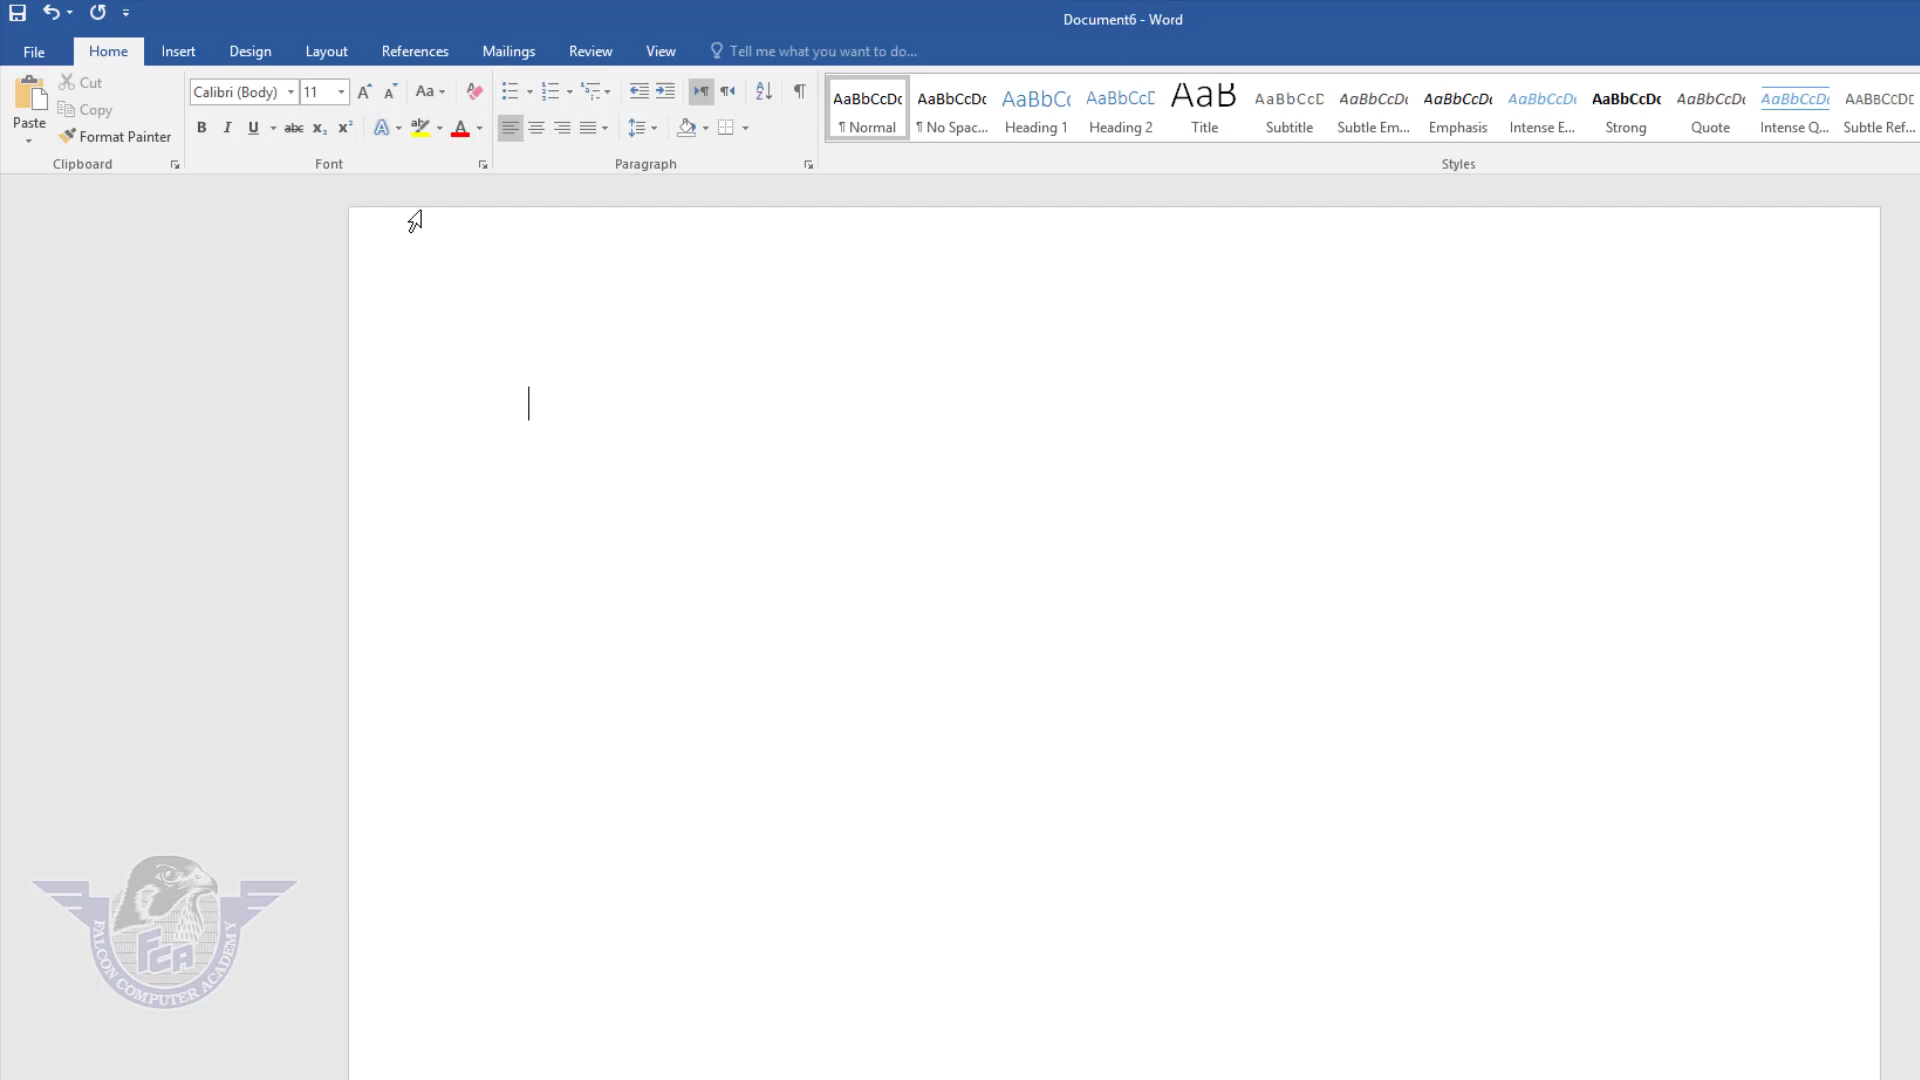 Document6 - Word
File Home Insert Design Layout References Mailings Review View Tell me what you want to do...
Paste
Cut
Copy
Format Painter
Clipboard
Calibri (Body) 11 Aa
B I U abc x₂ x² A aby A
Font
Paragraph
AaBbCcDc AaBbCcDc AaBbC AaBbCcE AaB AaBbCcD AaBbCcDc AaBbCcDc AaBbCcDc AaBbCcDc AaBbCcDc AaBbCcDc AABBCCDE
¶ Normal ¶ No Spac... Heading 1 Heading 2 Title Subtitle Subtle Em... Emphasis Intense E... Strong Quote Intense Q... Subtle Ref...
Styles
FCA
FALCON COMPUTER ACADEMY